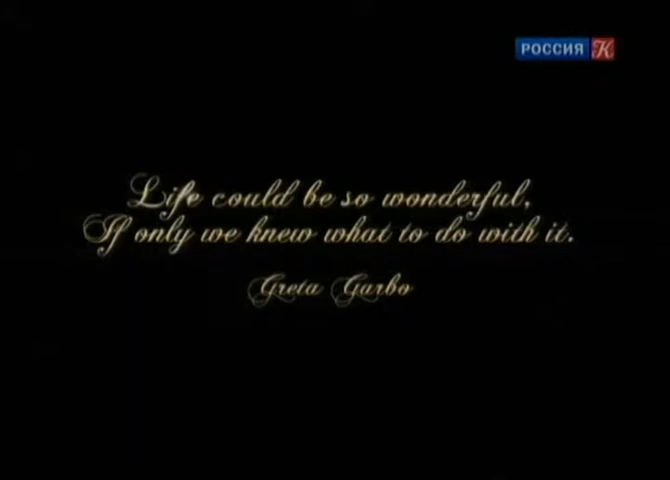 РОССИЯ К
Life could be so wonderful,
If only we knew what to do with it.
Greta Garbo